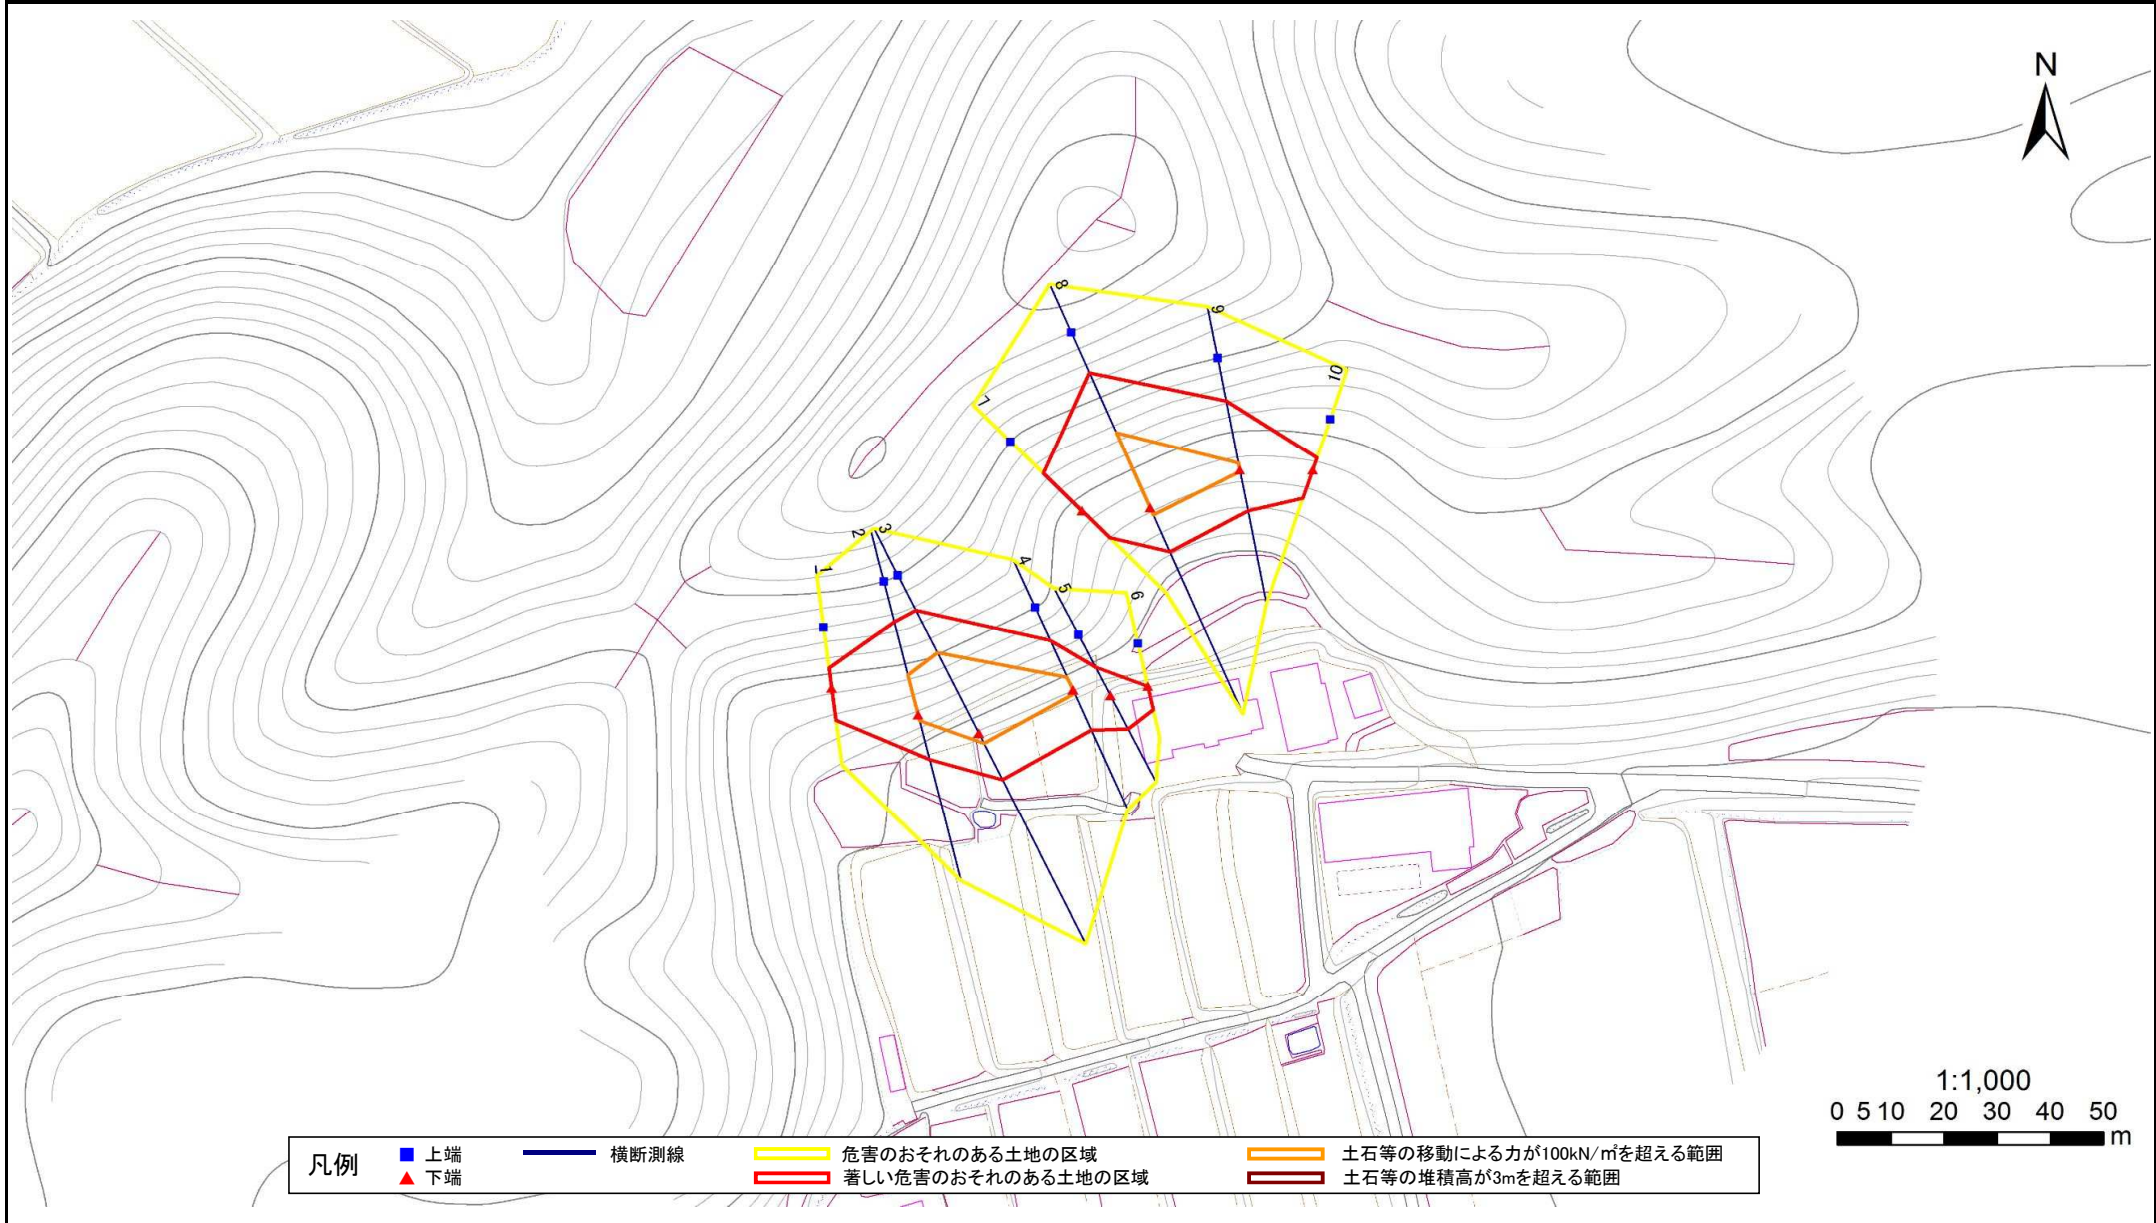 N
8
9
10
7
2
3
1
4
5
6
1:1,000
0 5 10 20 30 40 50
m
凡例
上端
下端
横断測線
危害のおそれのある土地の区域
著しい危害のおそれのある土地の区域
土石等の移動による力が100kN/㎡を超える範囲
土石等の堆積高が3mを超える範囲